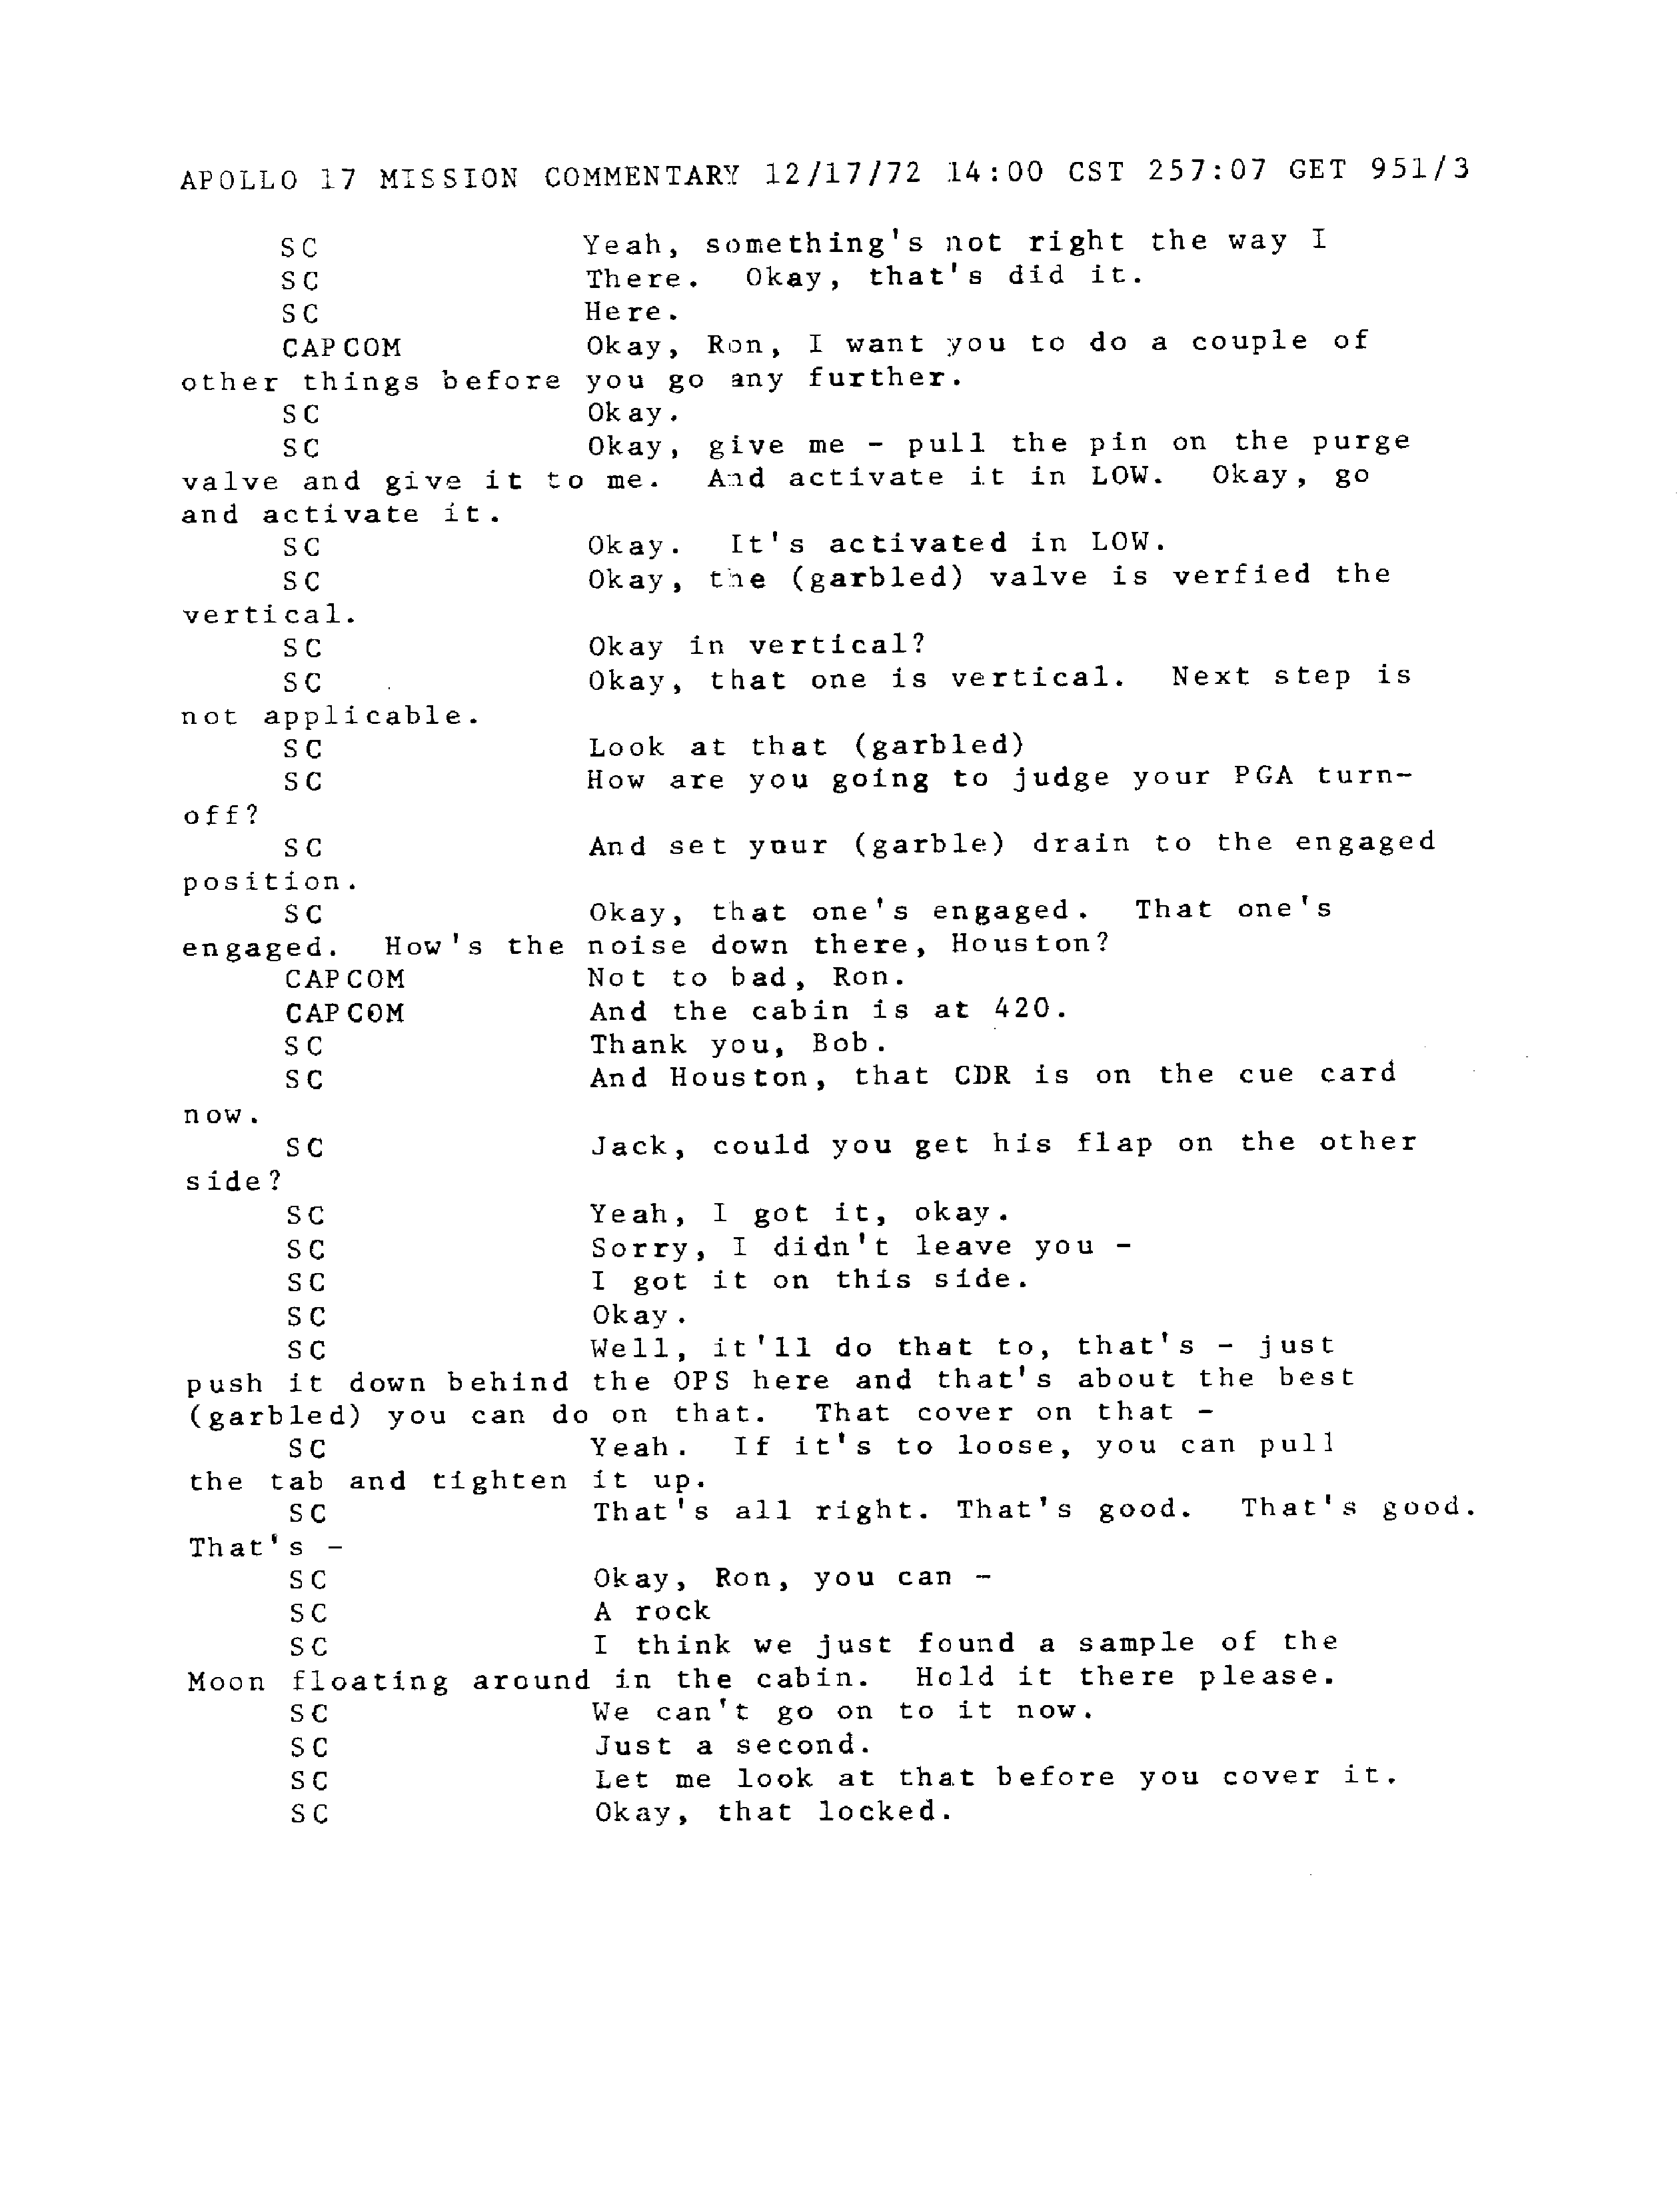 APOLLO 17 MISSION COMMENTARY 12/17/72 14:00 CST 257:07 GET 951/3
SC Yeah, something's not right the way I
SC There. Okay, that's did it.
SC Here.
CAPCOM Okay, Ron, I want you to do a couple of
other things before you go any further.
SC Okay.
SC Okay, give me - pull the pin on the purge
valve and give it to me. And activate it in LOW. Okay, go
and activate it.
SC Okay. It's activated in LOW.
SC Okay, the (garbled) valve is verfied the
vertical.
SC Okay in vertical?
SC Okay, that one is vertical. Next step is
not applicable.
SC Look at that (garbled)
SC How are you going to judge your PGA turn-
off?
SC And set your (garble) drain to the engaged
position.
SC Okay, that one's engaged. That one's
engaged. How's the noise down there, Houston?
CAPCOM Not to bad, Ron.
CAPCOM And the cabin is at 420.
SC Thank you, Bob.
SC And Houston, that CDR is on the cue card
now.
SC Jack, could you get his flap on the other
side?
SC Yeah, I got it, okay.
SC Sorry, I didn't leave you -
SC I got it on this side.
SC Okay.
SC Well, it'll do that to, that's - just
push it down behind the OPS here and that's about the best
(garbled) you can do on that. That cover on that -
SC Yeah. If it's to loose, you can pull
the tab and tighten it up.
SC That's all right. That's good. That's good.
That's -
SC Okay, Ron, you can -
SC A rock
SC I think we just found a sample of the
Moon floating around in the cabin. Hold it there please.
SC We can't go on to it now.
SC Just a second.
SC Let me look at that before you cover it.
SC Okay, that locked.